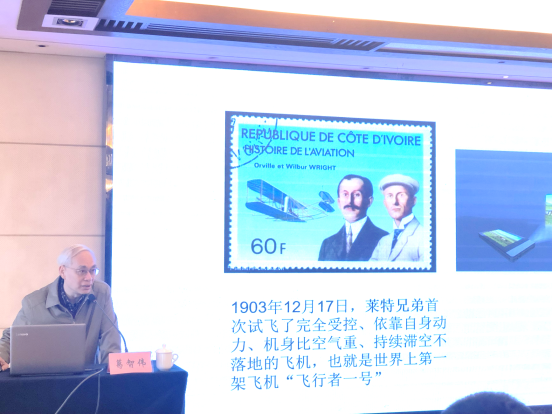 REPUBLIQUE DE CÔTE D'IVOIRE
HISTOIRE DE L'AVIATION
Orville et Wilbur WRIGHT
60F
1903年12月17日，莱特兄弟首
次试飞了完全受控、依靠自身动
力、机身比空气重、持续滞空不
落地的飞机，也就是世界上第一
架飞机“飞行者一号”
葛智伟